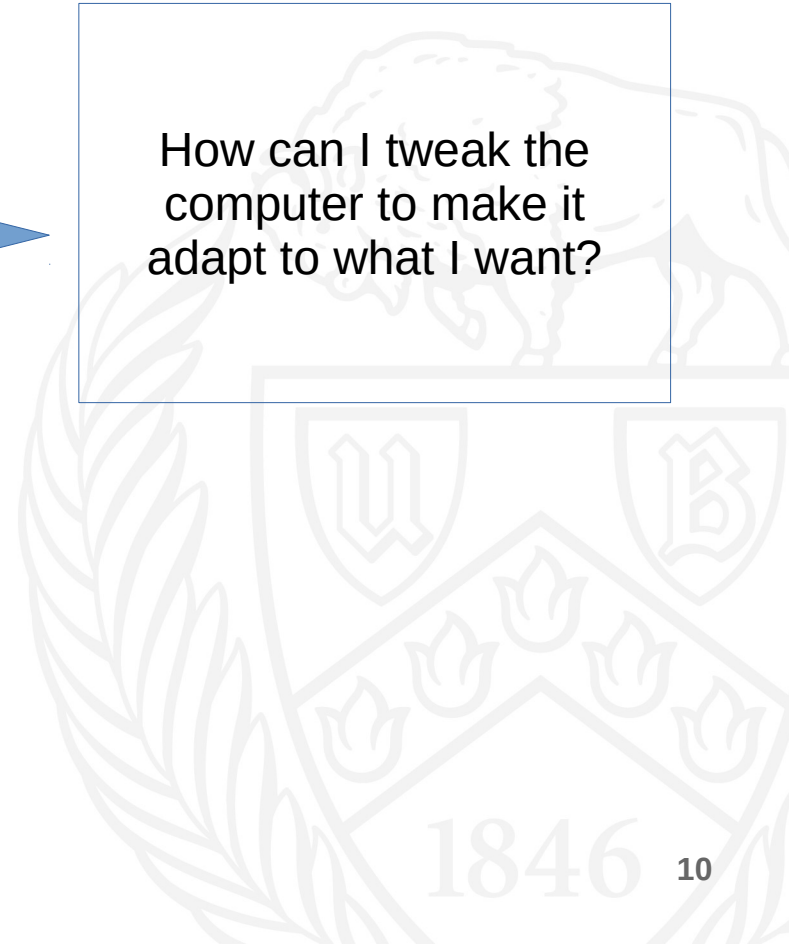 How can I tweak the
computer to make it
adapt to what I want?
U B
1846
10